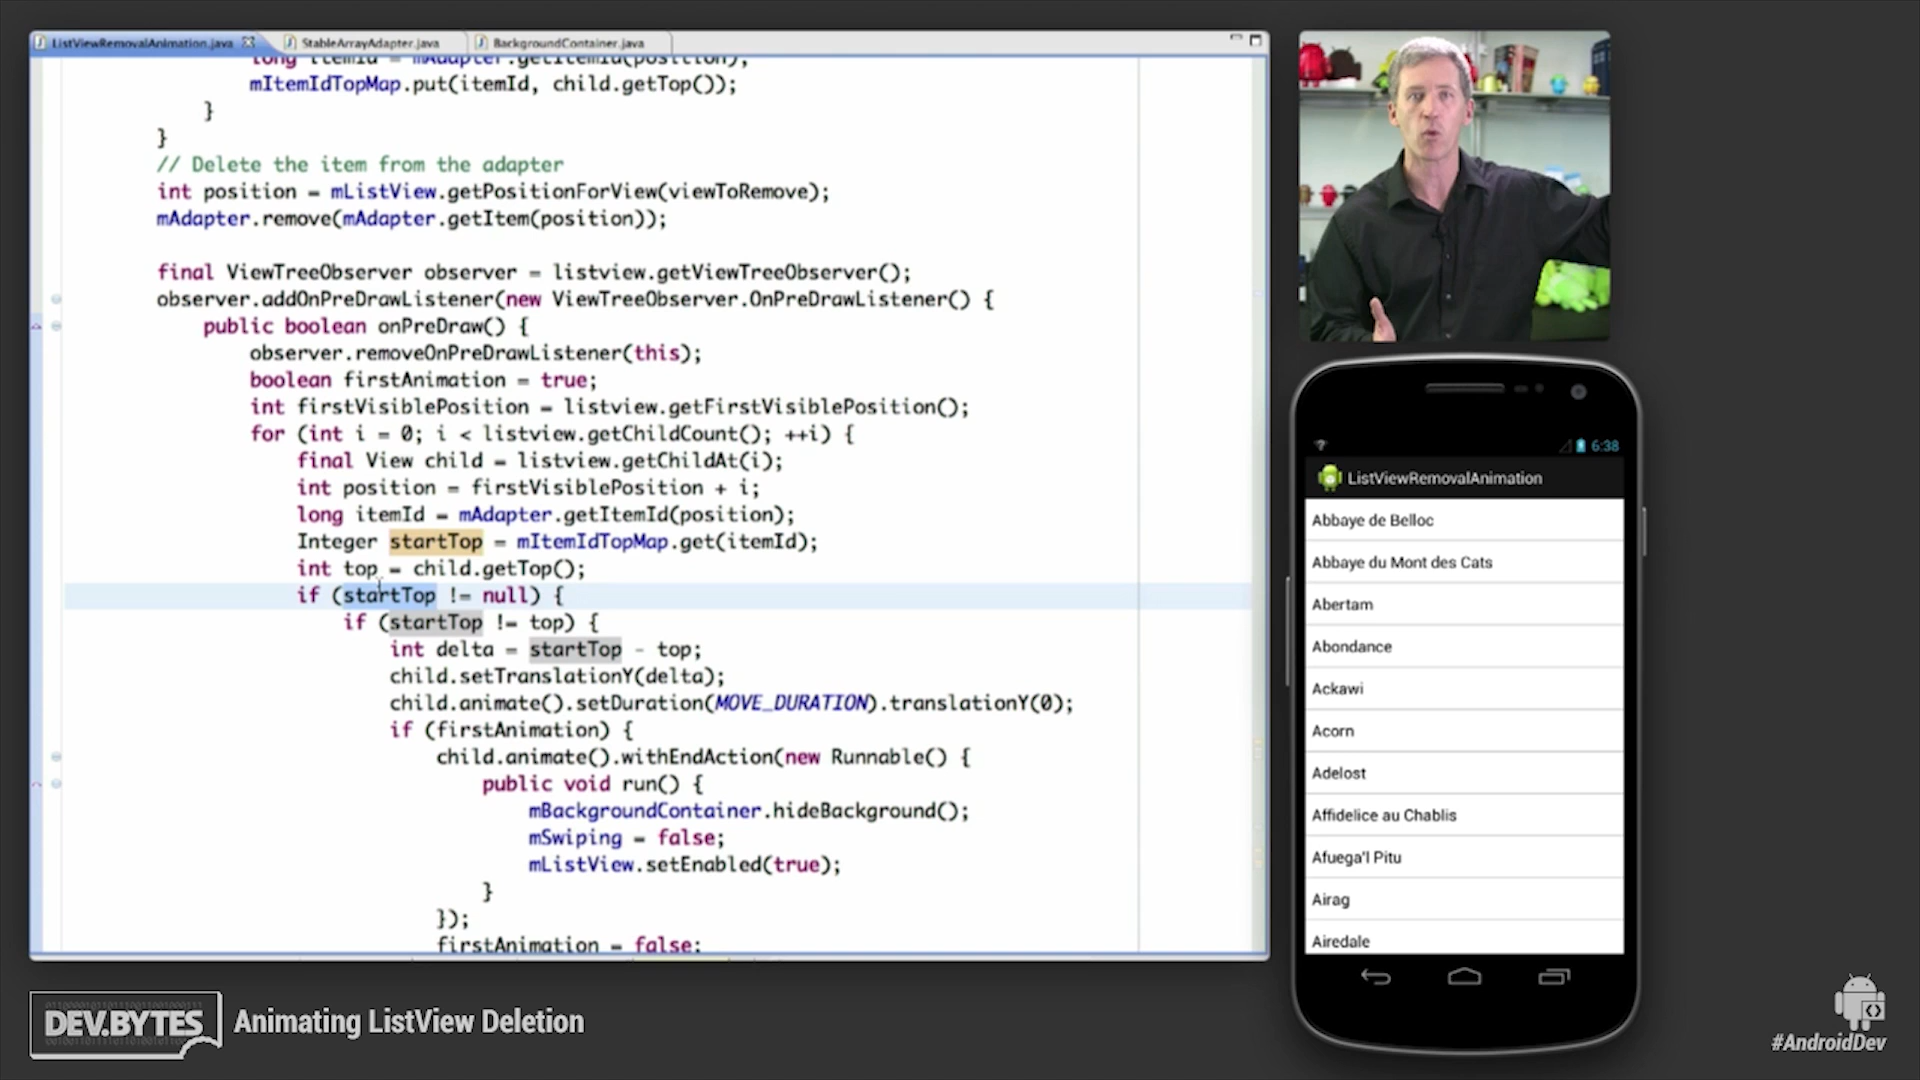 ListViewRemovalAnimation.java
StableArrayAdapter.java
BackgroundContainer.java
long itemId = mAdapter.getItemId(position);
mItemIdTopMap.put(itemId, child.getTop());
}
}
// Delete the item from the adapter
int position = mListView.getPositionForView(viewToRemove);
mAdapter.remove(mAdapter.getItem(position));
final ViewTreeObserver observer = listview.getViewTreeObserver();
observer.addOnPreDrawListener(new ViewTreeObserver.OnPreDrawListener() {
public boolean onPreDraw() {
observer.removeOnPreDrawListener(this);
boolean firstAnimation = true;
int firstVisiblePosition = listview.getFirstVisiblePosition();
for (int i = 0; i < listview.getChildCount(); ++i) {
final View child = listview.getChildAt(i);
int position = firstVisiblePosition + i;
long itemId = mAdapter.getItemId(position);
Integer startTop = mItemIdTopMap.get(itemId);
int top = child.getTop();
if (startTop != null) {
if (startTop != top) {
int delta = startTop - top;
child.setTranslationY(delta);
child.animate().setDuration(MOVE_DURATION).translationY(0);
if (firstAnimation) {
child.animate().withEndAction(new Runnable() {
public void run() {
mBackgroundContainer.hideBackground();
mSwiping = false;
mListView.setEnabled(true);
}
});
firstAnimation = false;
6:38
ListViewRemovalAnimation
Abbaye de Belloc
Abbaye du Mont des Cats
Abertam
Abondance
Ackawi
Acorn
Adelost
Affidelice au Chablis
Afuega'l Pitu
Airag
Airedale
DEV.BYTES
Animating ListView Deletion
#AndroidDev